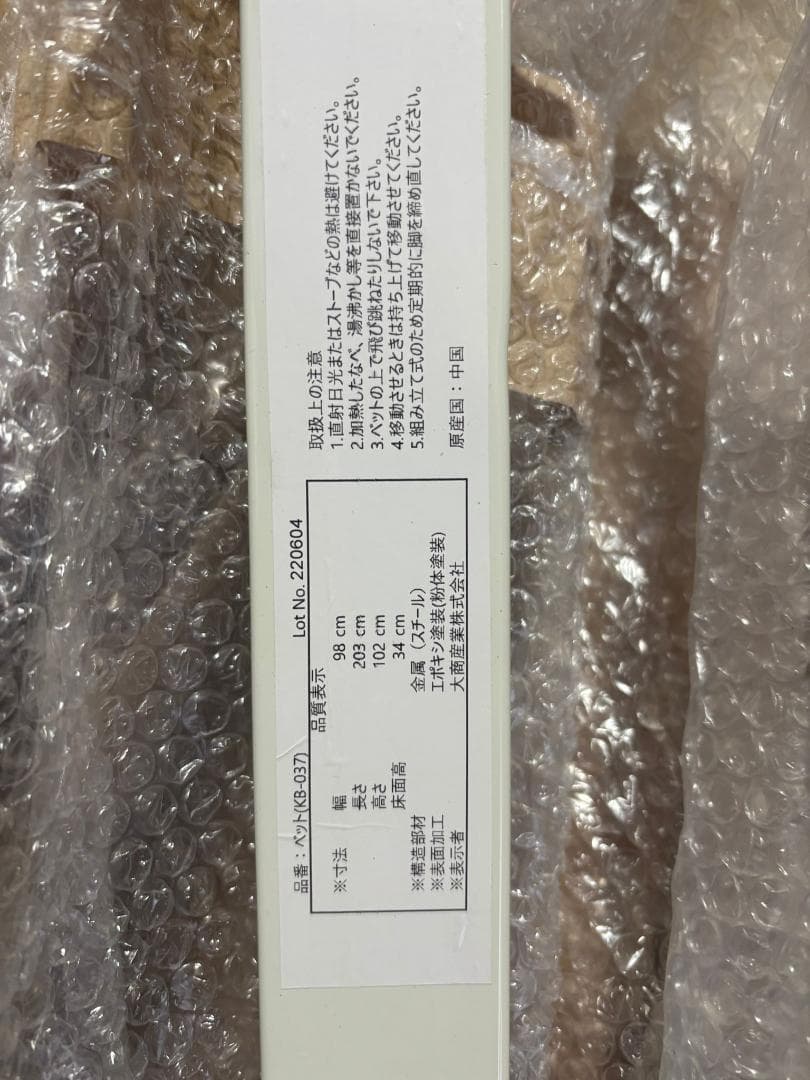 品番：ベット(KB-037) Lot No. 220604
品質表示
※寸法 幅 98 cm
長さ 203 cm
高さ 102 cm
床面高 34 cm
※構造部材 金属（スチール）
※表面加工 エポキシ塗装(粉体塗装)
※表示者 大商産業株式会社
取扱上の注意
1.直射日光またはストーブなどの熱は避けてください。
2.加熱したなべ、湯沸かし等を直接置かないでください。
3.ベットの上で飛び跳ねたりしないで下さい。
4.移動させるときは持ち上げて移動させてください。
5.組み立て式のため定期的に脚を締め直してください。
原産国：中国